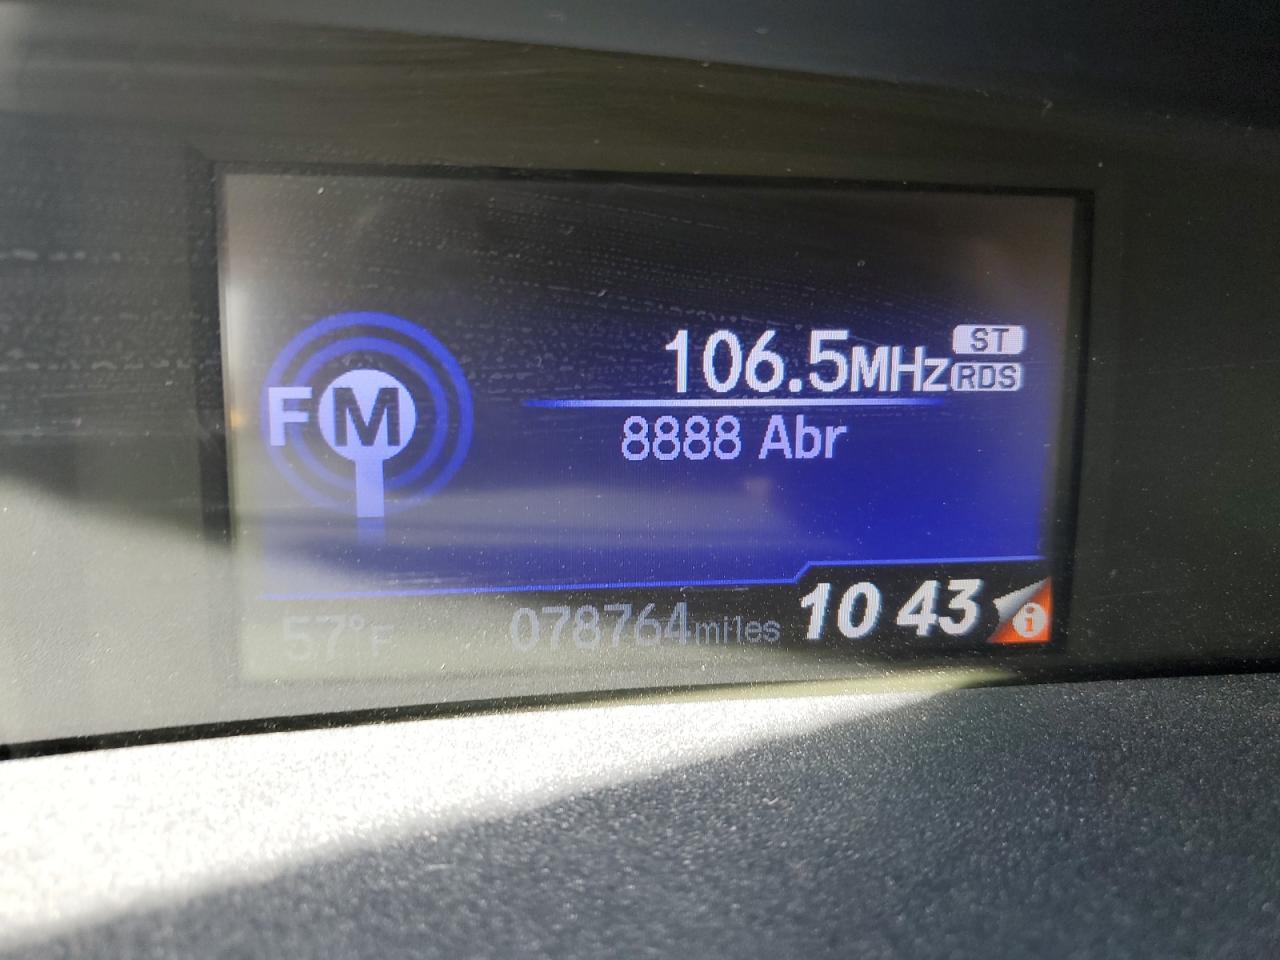 FM
106.5MHz ST
RDS
8888 Abr
57°F 078764miles 10 43 i